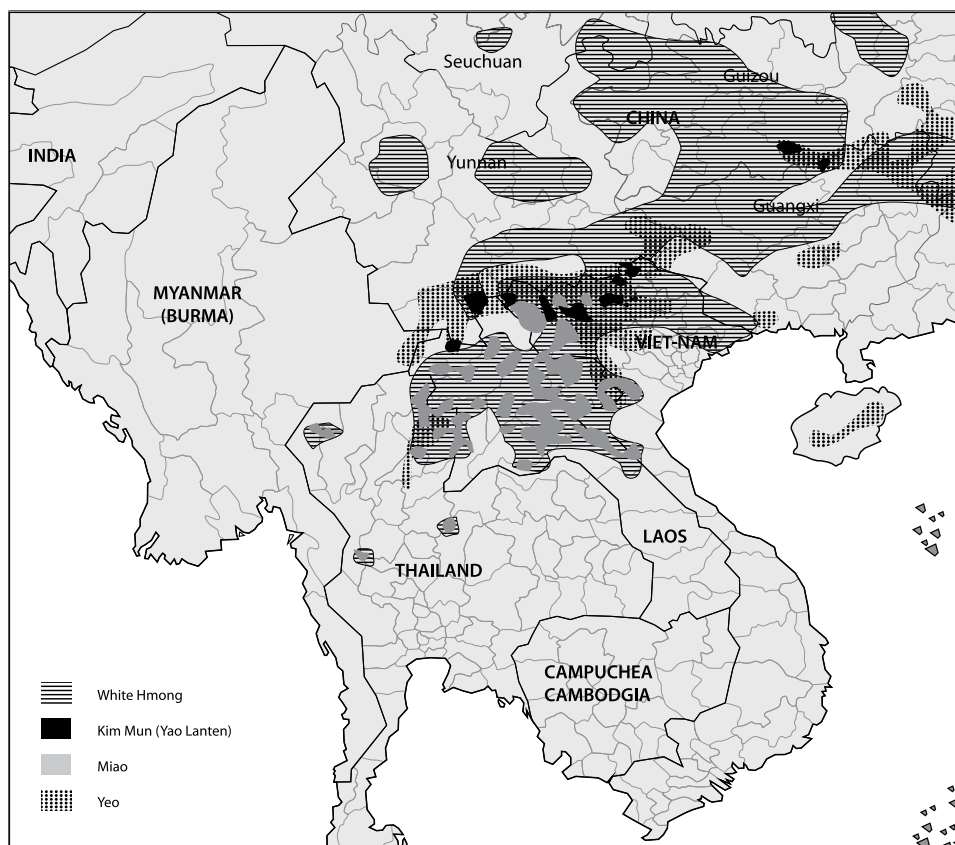 Seuchuan
Guizou
CHINA
INDIA
Yunnan
Guangxi
MYANMAR
(BURMA)
VIET-NAM
LAOS
THAILAND
CAMPUCHEA
CAMBODGIA
White Hmong
Kim Mun (Yao Lanten)
Miao
Yeo